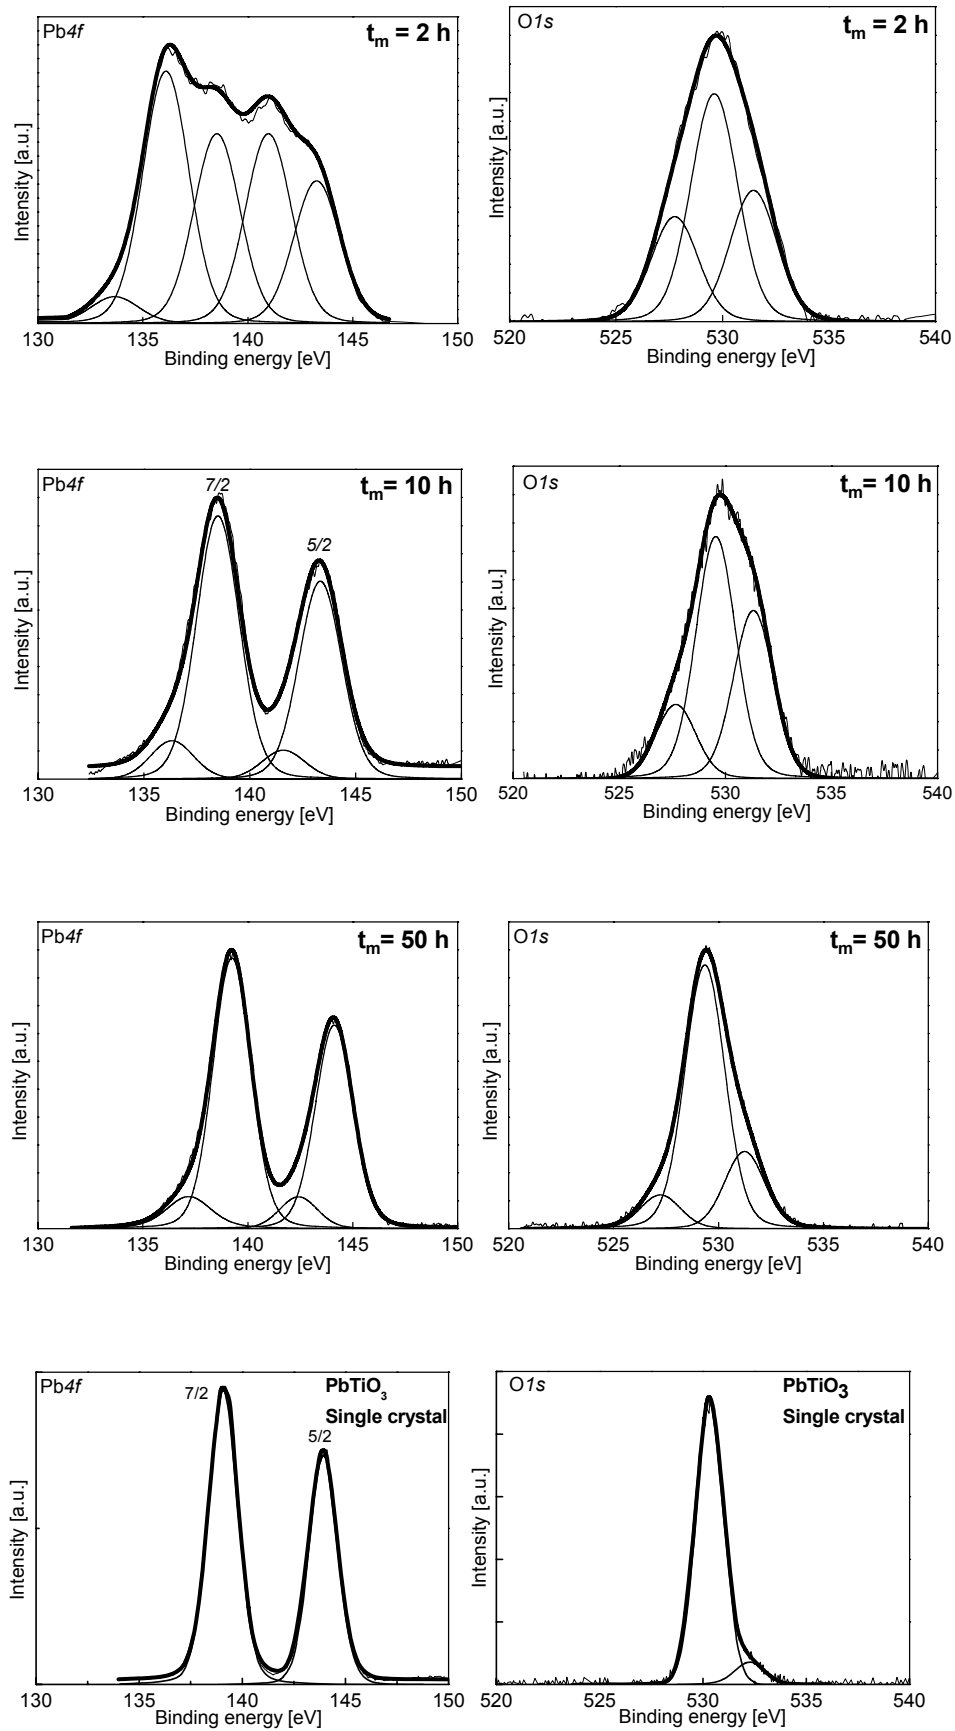 Pb4f
tm = 2 h
Intensity [a.u.]
130 135 140 145 150
Binding energy [eV]
O1s
tm = 2 h
Intensity [a.u.]
520 525 530 535 540
Binding energy [eV]
Pb4f
7/2
5/2
tm= 10 h
Intensity [a.u.]
130 135 140 145 150
Binding energy [eV]
O1s
tm= 10 h
Intensity [a.u.]
520 525 530 535 540
Binding energy [eV]
Pb4f
tm= 50 h
Intensity [a.u.]
130 135 140 145 150
Binding energy [eV]
O1s
tm= 50 h
Intensity [a.u.]
520 525 530 535 540
Binding energy [eV]
Pb4f
7/2
PbTiO3
Single crystal
5/2
Intensity [a.u.]
130 135 140 145 150
Binding energy [eV]
O1s
PbTiO3
Single crystal
Intensity [a.u.]
520 525 530 535 540
Binding energy [eV]